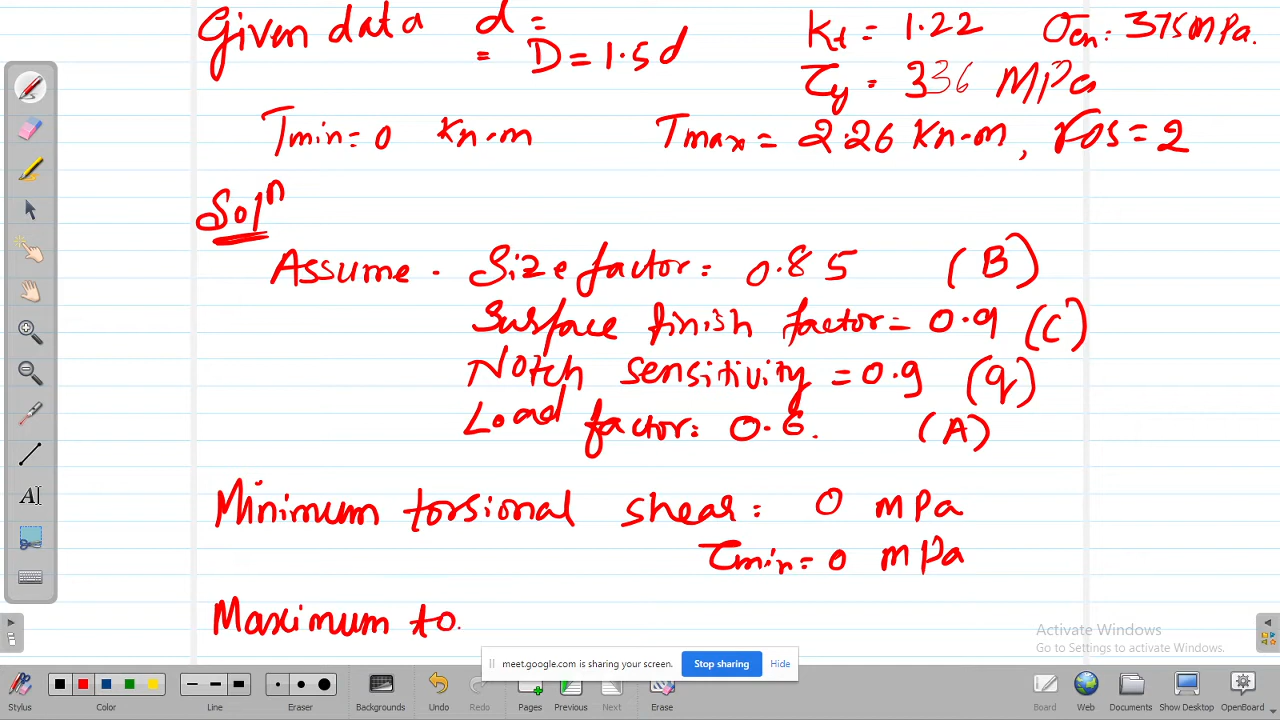 Given data d =
= D = 1.5d
Kt = 1.22 σen: 375mPa.
τy = 336 MPa
Tmin = 0 Kn-m Tmax = 2.26 Kn-m, FOS = 2
Solⁿ
Assume - Size factor: 0.85 (B)
Surface finish factor = 0.9 (C)
Notch sensitivity = 0.9 (q)
Load factor: 0.6. (A)
Minimum torsional shear: 0 mPa
τmin = 0 mPa
Maximum to.
Activate Windows
Go to Settings to activate Windows.
meet.google.com is sharing your screen. Stop sharing Hide
Stylus Color Line Eraser Backgrounds Undo Redo Pages Previous Next Erase Board Web Documents Show Desktop OpenBoard